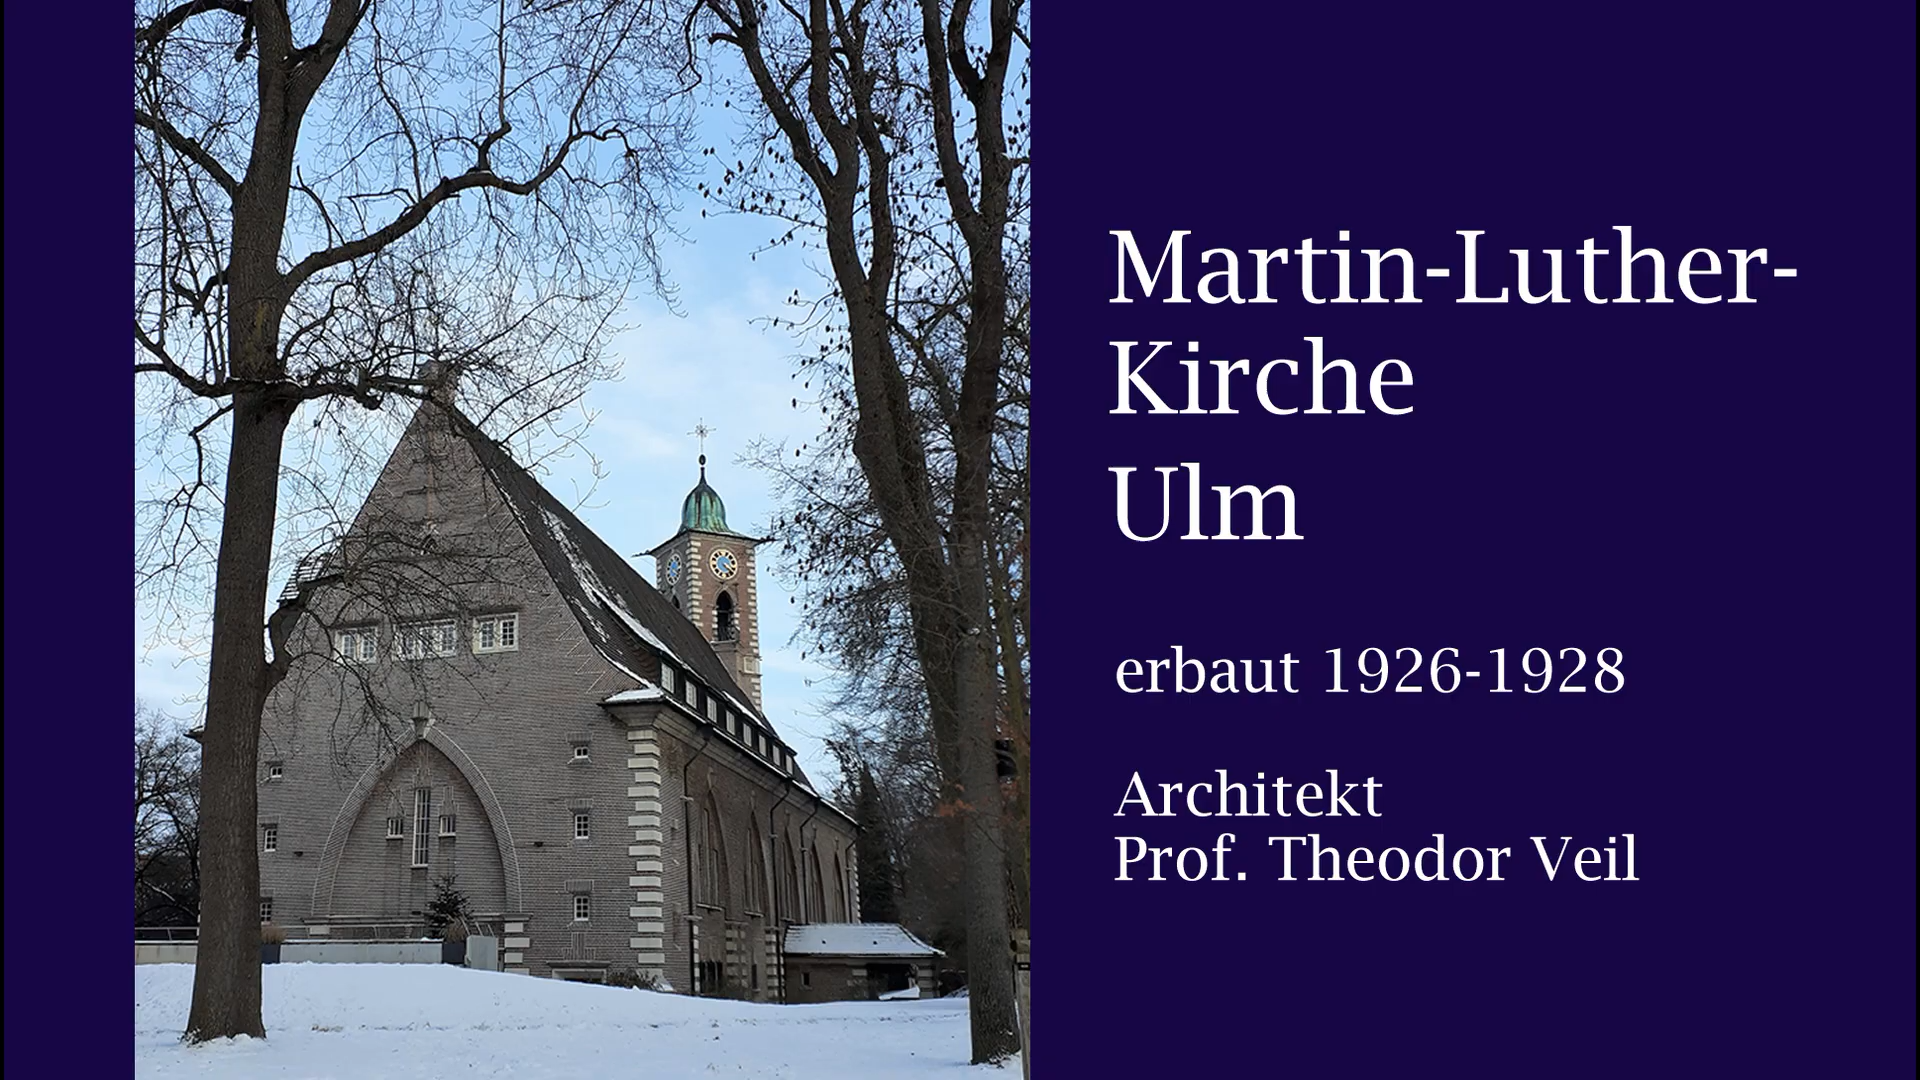 Martin-Luther-
Kirche
Ulm
erbaut 1926-1928
Architekt
Prof. Theodor Veil